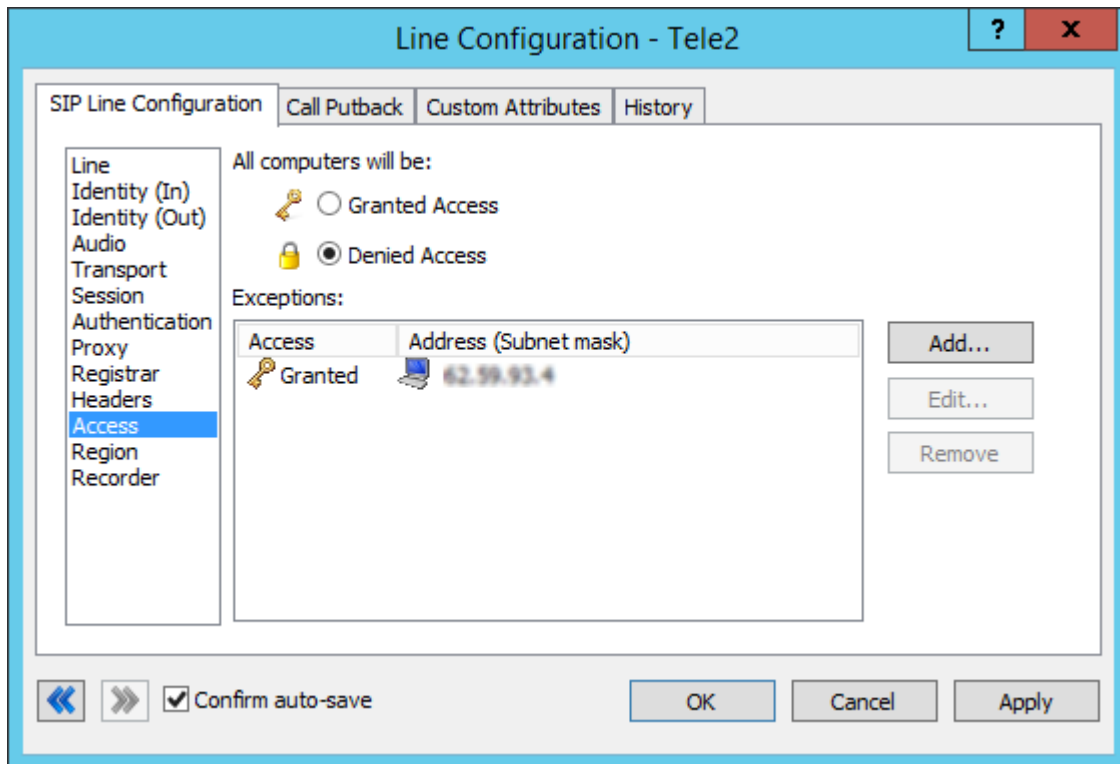 Line Configuration - Tele2
?
x
SIP Line Configuration
Call Putback
Custom Attributes
History
Line
Identity (In)
Identity (Out)
Audio
Transport
Session
Authentication
Proxy
Registrar
Headers
Access
Region
Recorder
All computers will be:
Granted Access
Denied Access
Exceptions:
Access
Address (Subnet mask)
Granted
Add...
Edit...
Remove
Confirm auto-save
OK
Cancel
Apply